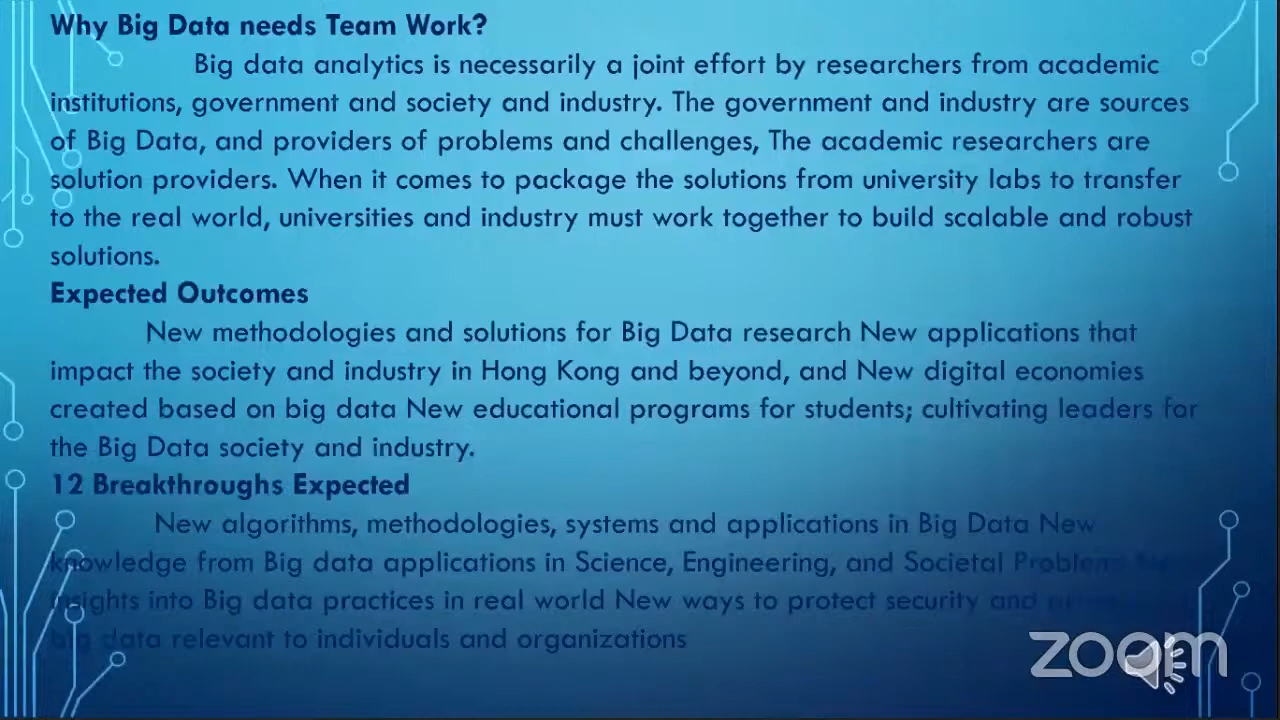 Why Big Data needs Team Work?
Big data analytics is necessarily a joint effort by researchers from academic
institutions, government and society and industry. The government and industry are sources
of Big Data, and providers of problems and challenges, The academic researchers are
solution providers. When it comes to package the solutions from university labs to transfer
to the real world, universities and industry must work together to build scalable and robust
solutions.
Expected Outcomes
New methodologies and solutions for Big Data research New applications that
impact the society and industry in Hong Kong and beyond, and New digital economies
created based on big data New educational programs for students; cultivating leaders for
the Big Data society and industry.
12 Breakthroughs Expected
New algorithms, methodologies, systems and applications in Big Data New
knowledge from Big data applications in Science, Engineering, and Societal Problems
insights into Big data practices in real world New ways to protect security and
big data relevant to individuals and organizations
zoom